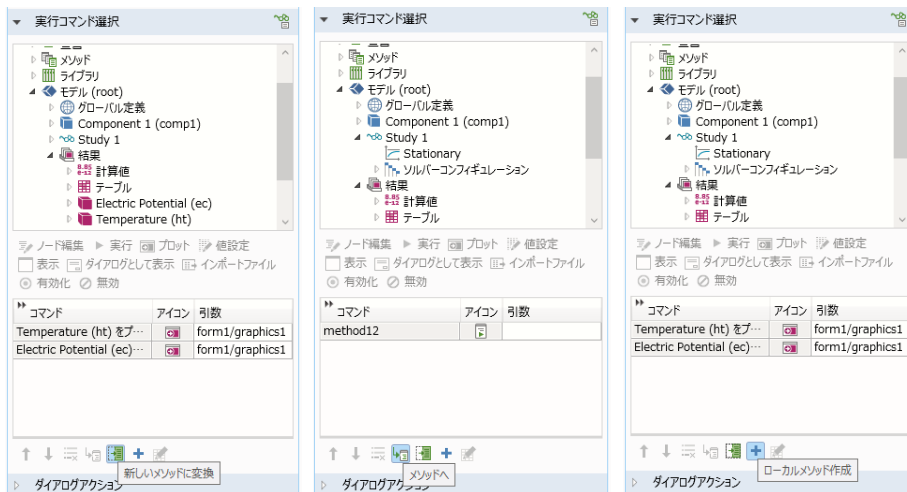 実行コマンド選択
メソッド
ライブラリ
モデル (root)
グローバル定義
Component 1 (comp1)
Study 1
結果
8.85
e-12
計算値
テーブル
Electric Potential (ec)
Temperature (ht)
ノード編集 実行 プロット 値設定
表示 ダイアログとして表示 インポートファイル
有効化 無効
コマンド アイコン 引数
Temperature (ht) をプ… form1/graphics1
Electric Potential (ec)… form1/graphics1
新しいメソッドに変換
ダイアログアクション
実行コマンド選択
メソッド
ライブラリ
モデル (root)
グローバル定義
Component 1 (comp1)
Study 1
Stationary
ソルバーコンフィギュレーション
結果
8.85
e-12
計算値
テーブル
ノード編集 実行 プロット 値設定
表示 ダイアログとして表示 インポートファイル
有効化 無効
コマンド アイコン 引数
method12
メソッドへ
実行コマンド選択
メソッド
ライブラリ
モデル (root)
グローバル定義
Component 1 (comp1)
Study 1
Stationary
ソルバーコンフィギュレーション
結果
8.85
e-12
計算値
テーブル
ノード編集 実行 プロット 値設定
表示 ダイアログとして表示 インポートファイル
有効化 無効
コマンド アイコン 引数
Temperature (ht) をプ… form1/graphics1
Electric Potential (ec)… form1/graphics1
ローカルメソッド作成
ダイアログアクション